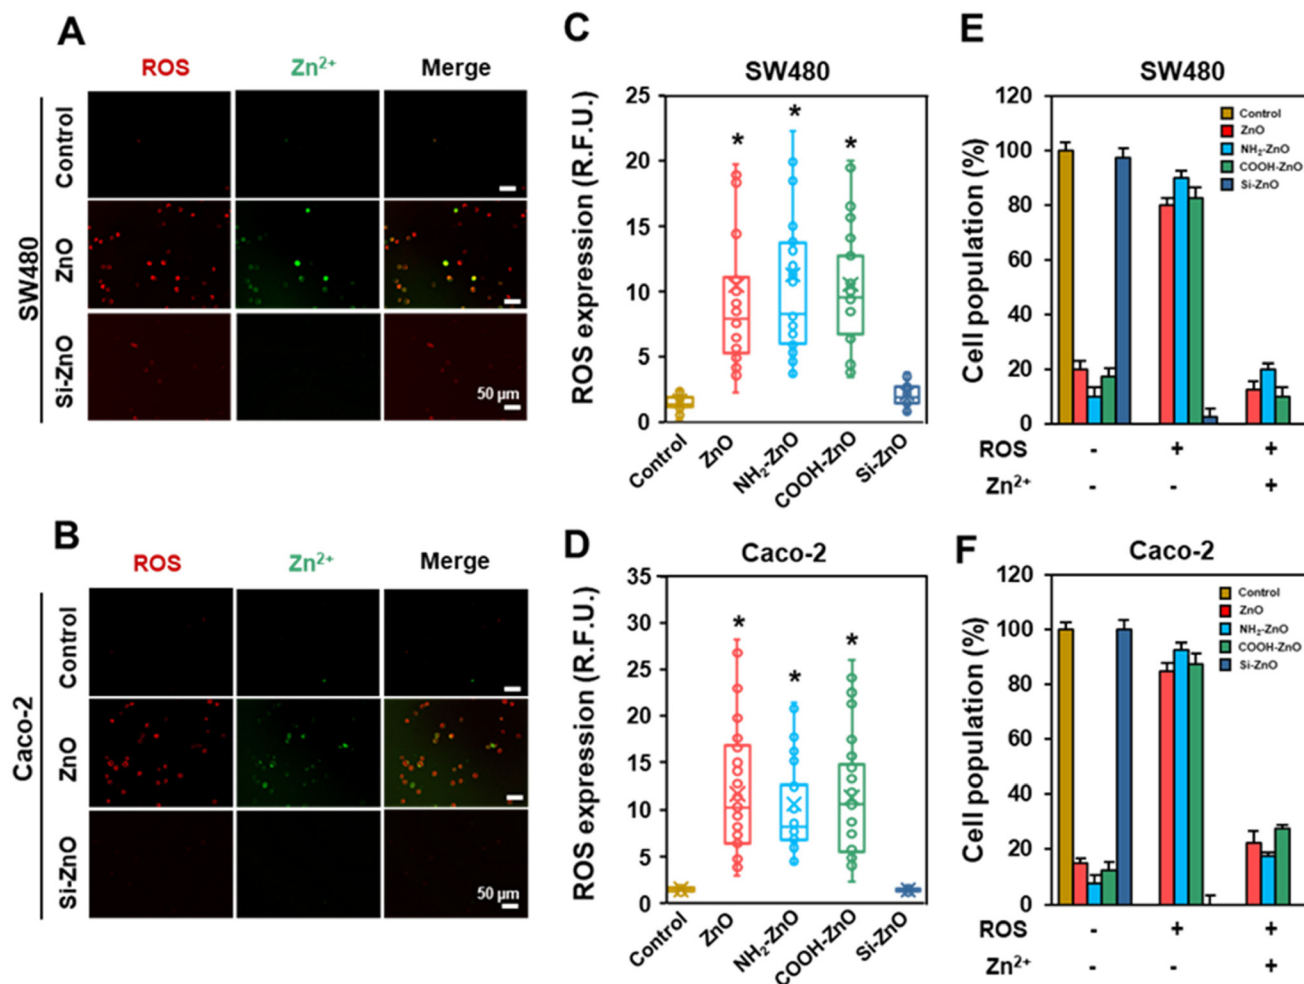 A
ROS Zn²⁺ Merge
SW480
Control
ZnO
Si-ZnO
50 µm
B
ROS Zn²⁺ Merge
Caco-2
Control
ZnO
Si-ZnO
50 µm
C
SW480
ROS expression (R.F.U.)
25
20
15
10
5
0
* * *
Control ZnO NH₂-ZnO COOH-ZnO Si-ZnO
D
Caco-2
ROS expression (R.F.U.)
35
30
25
20
15
10
5
0
* * *
Control ZnO NH₂-ZnO COOH-ZnO Si-ZnO
E
SW480
Cell population (%)
120
100
80
60
40
20
0
Control
ZnO
NH₂-ZnO
COOH-ZnO
Si-ZnO
ROS - + +
Zn²⁺ - - +
F
Caco-2
Cell population (%)
120
100
80
60
40
20
0
Control
ZnO
NH₂-ZnO
COOH-ZnO
Si-ZnO
ROS - + +
Zn²⁺ - - +